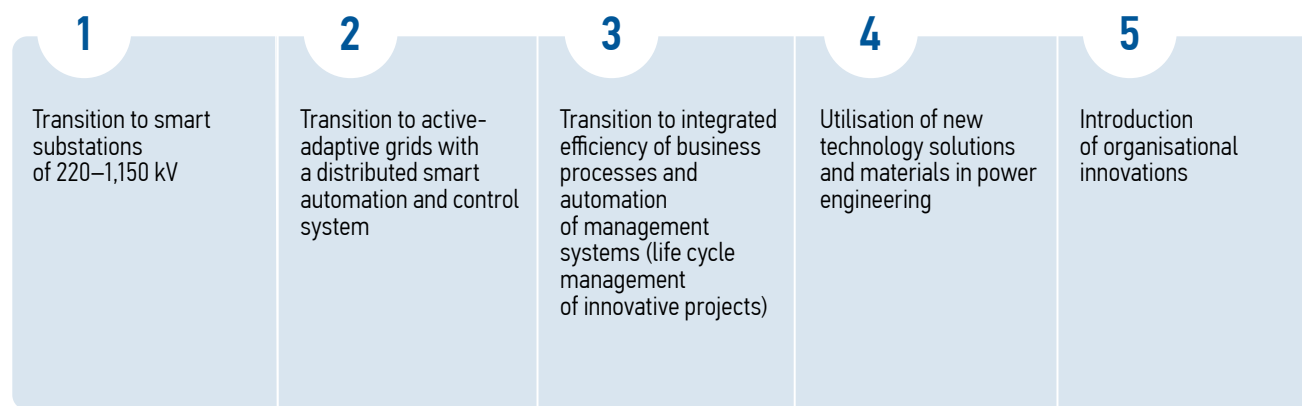 1
Transition to smart
substations
of 220–1,150 kV
2
Transition to active-
adaptive grids with
a distributed smart
automation and control
system
3
Transition to integrated
efficiency of business
processes and
automation
of management
systems (life cycle
management
of innovative projects)
4
Utilisation of new
technology solutions
and materials in power
engineering
5
Introduction
of organisational
innovations